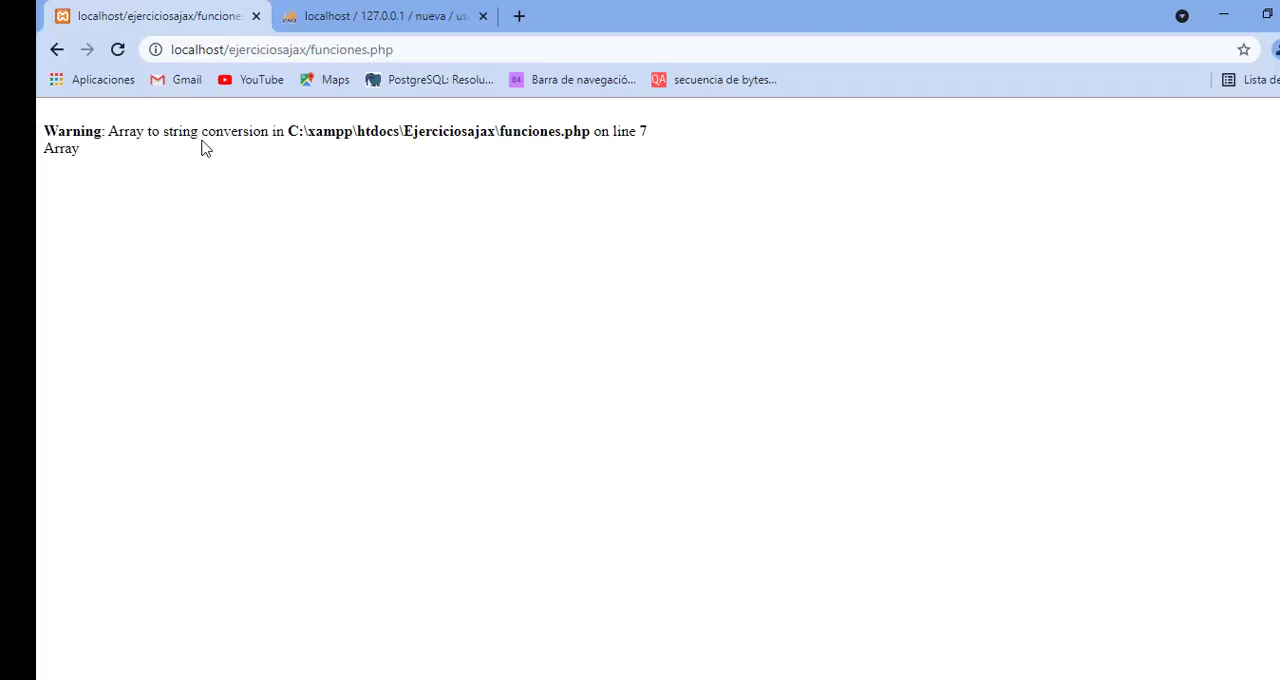 localhost/ejerciciosajax/funcione
localhost / 127.0.0.1 / nueva / us
localhost/ejerciciosajax/funciones.php
Aplicaciones Gmail YouTube Maps PostgreSQL: Resolu... B4 Barra de navegació... QA secuencia de bytes... Lista de
Warning: Array to string conversion in C:\xampp\htdocs\Ejerciciosajax\funciones.php on line 7
Array